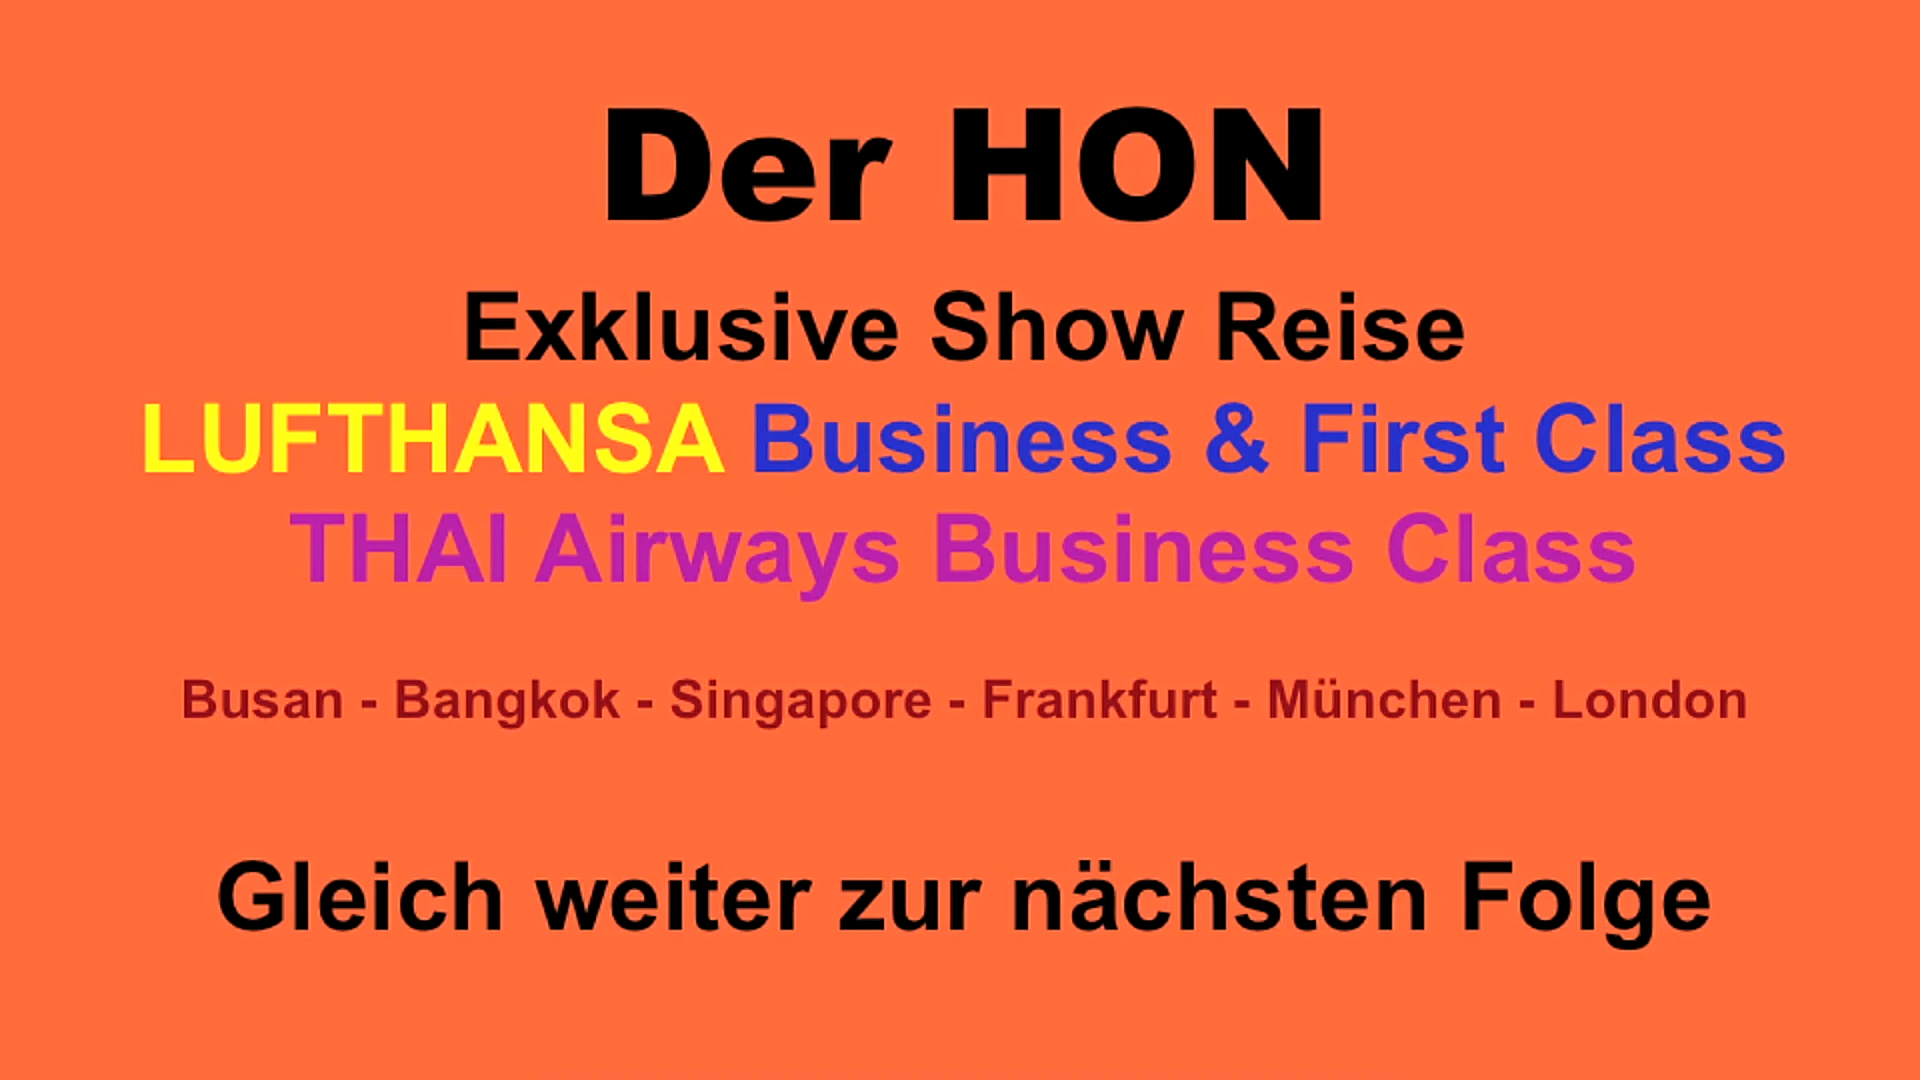 Der HON
Exklusive Show Reise
LUFTHANSA Business & First Class
THAI Airways Business Class
Busan - Bangkok - Singapore - Frankfurt - München - London
Gleich weiter zur nächsten Folge